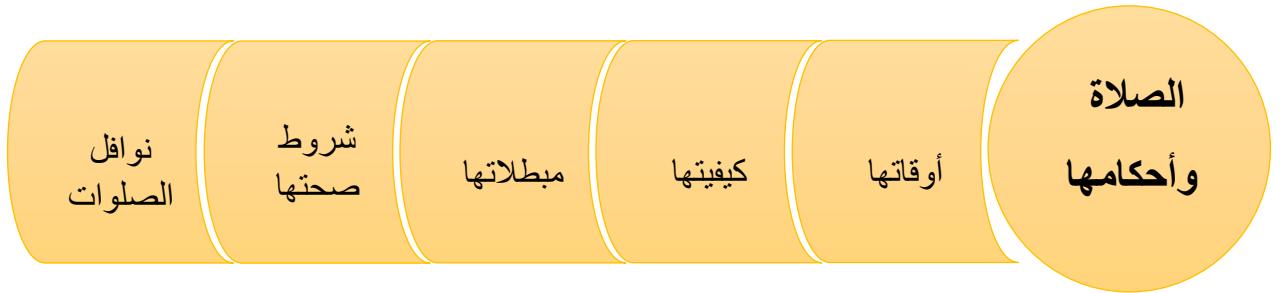 الصلاة
وأحكامها
أوقاتها
كيفيتها
مبطلاتها
شروط
صحتها
نوافل
الصلوات